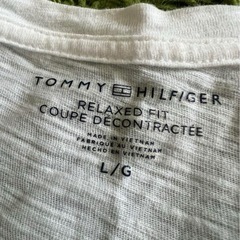 TOMMY HILFIGER
RELAXED FIT
COUPE DÉCONTRACTÉE
MADE IN VIETNAM
FABRIQUÉ AU VIETNAM
HECHO EN VIETNAM
L/G